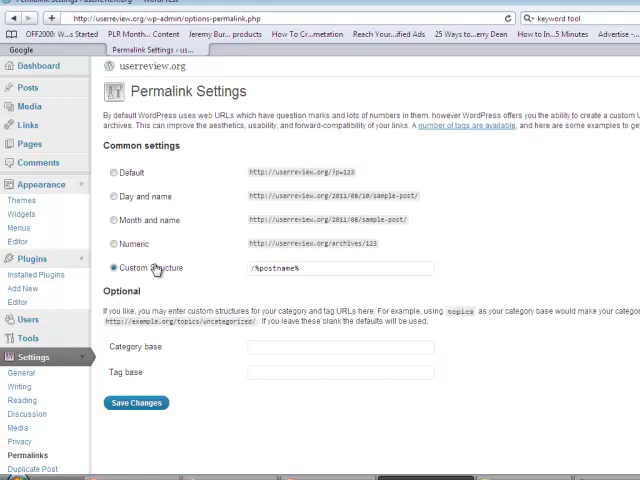 http://userreview.org/wp-admin/options-permalink.php
keyword tool
OFF2000: W...s Started
PLR Month... Content
Jeremy Bur... products
How To Cr...metation
Reach Your...ified Ads
25 Ways to...erry Dean
How to In...5 Minutes
Advertise -
Google
Permalink Settings ‹ us...
Dashboard
Posts
Media
Links
Pages
Comments
Appearance
Themes
Widgets
Menus
Editor
Plugins
Installed Plugins
Add New
Editor
Users
Tools
Settings
General
Writing
Reading
Discussion
Media
Privacy
Permalinks
Duplicate Post
userreview.org
Permalink Settings
By default WordPress uses web URLs which have question marks and lots of numbers in them, however WordPress offers you the ability to create a custom U
archives. This can improve the aesthetics, usability, and forward-compatibility of your links. A number of tags are available, and here are some examples to ge
Common settings
Default
http://userreview.org/?p=123
Day and name
http://userreview.org/2011/08/10/sample-post/
Month and name
http://userreview.org/2011/08/sample-post/
Numeric
http://userreview.org/archives/123
Custom Structure
/%postname%
Optional
If you like, you may enter custom structures for your category and tag URLs here. For example, using topics as your category base would make your catego
http://example.org/topics/uncategorized/ . If you leave these blank the defaults will be used.
Category base
Tag base
Save Changes